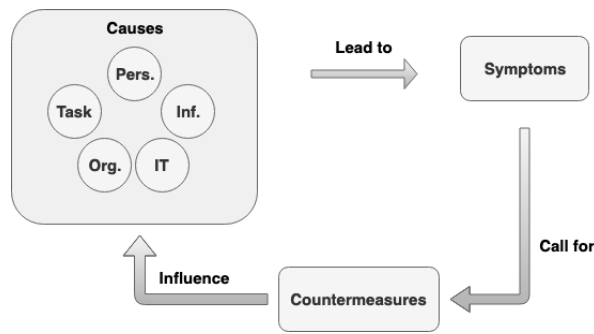 Causes
Lead to
Pers.
Symptoms
Task
Inf.
Org.
IT
Call for
Influence
Countermeasures